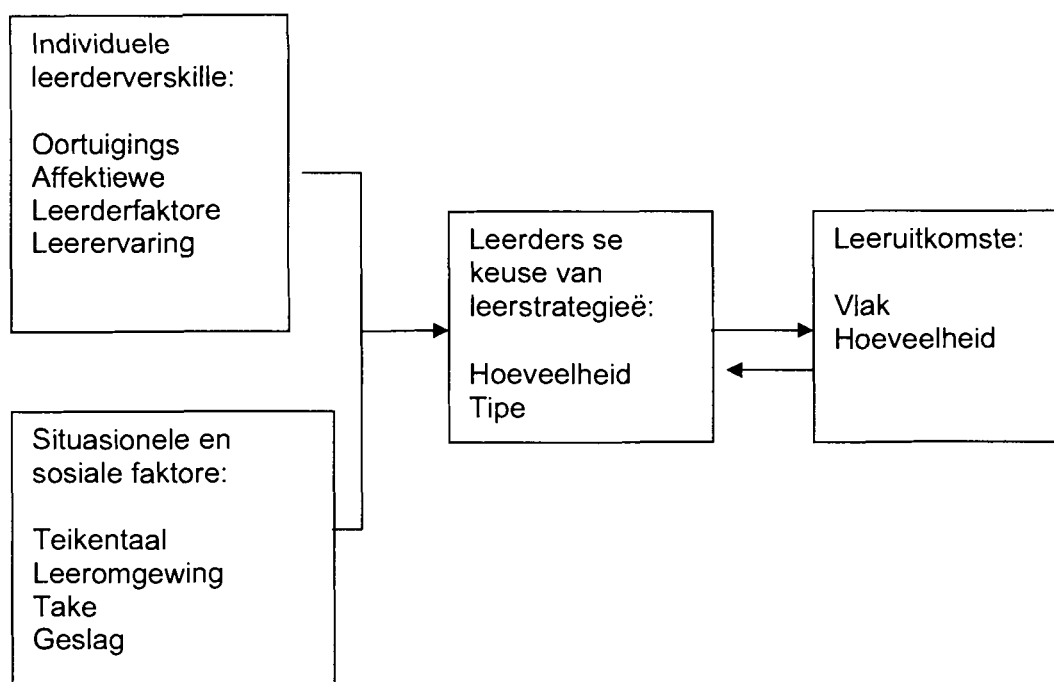 Individuele
leerderverskille:
Oortuigings
Affektiewe
Leerderfaktore
Leerervaring
Situasionele en
sosiale faktore:
Teikentaal
Leeromgewing
Take
Geslag
Leerders se
keuse van
leerstrategieë:
Hoeveelheid
Tipe
Leeruitkomste:
Vlak
Hoeveelheid